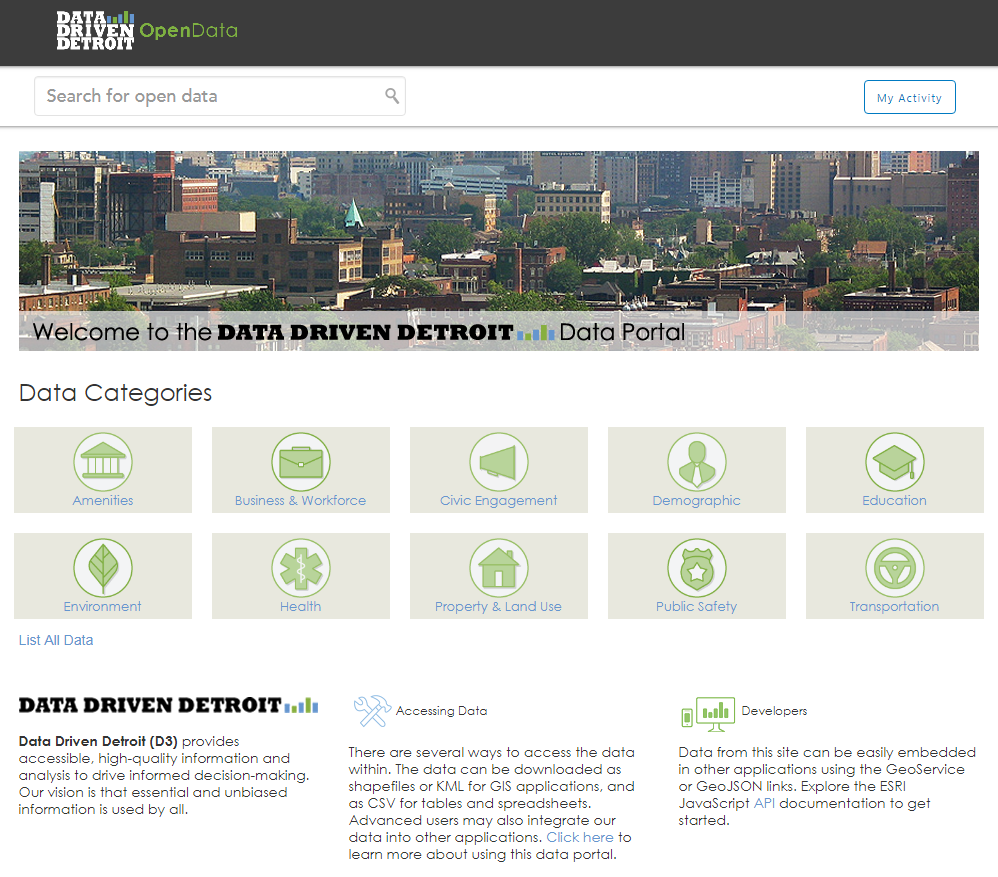 DATA
DRIVEN
DETROIT
OpenData
Search for open data
My Activity
Welcome to the DATA DRIVEN DETROIT Data Portal
Data Categories
Amenities
Business & Workforce
Civic Engagement
Demographic
Education
Environment
Health
Property & Land Use
Public Safety
Transportation
List All Data
DATA DRIVEN DETROIT
Data Driven Detroit (D3) provides
accessible, high-quality information and
analysis to drive informed decision-making.
Our vision is that essential and unbiased
information is used by all.
Accessing Data
There are several ways to access the data
within. The data can be downloaded as
shapefiles or KML for GIS applications, and
as CSV for tables and spreadsheets.
Advanced users may also integrate our
data into other applications. Click here to
learn more about using this data portal.
Developers
Data from this site can be easily embedded
in other applications using the GeoService
or GeoJSON links. Explore the ESRI
JavaScript API documentation to get
started.